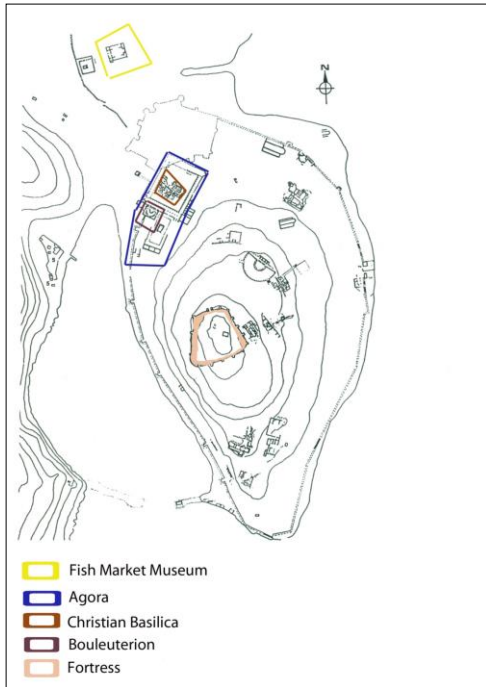 N
Fish Market Museum
Agora
Christian Basilica
Bouleuterion
Fortress